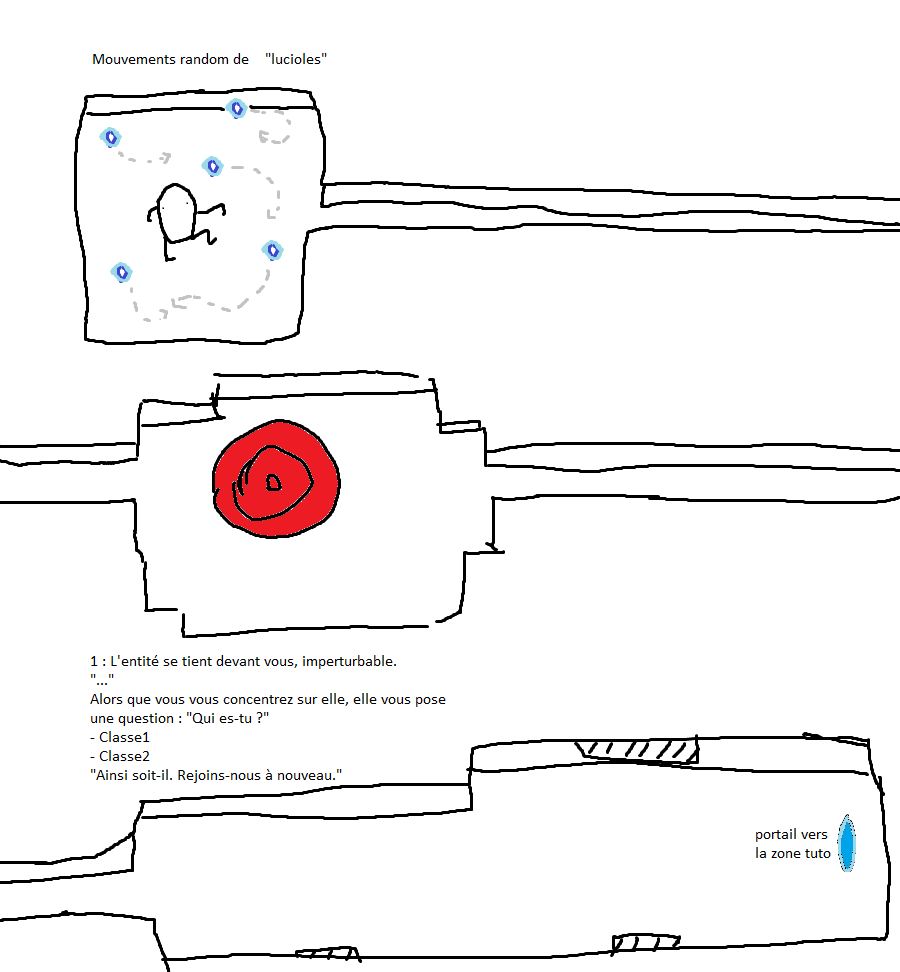 Mouvements random de "lucioles"
1 : L'entité se tient devant vous, imperturbable.
"..."
Alors que vous vous concentrez sur elle, elle vous pose
une question : "Qui es-tu ?"
- Classe1
- Classe2
"Ainsi soit-il. Rejoins-nous à nouveau."
portail vers
la zone tuto